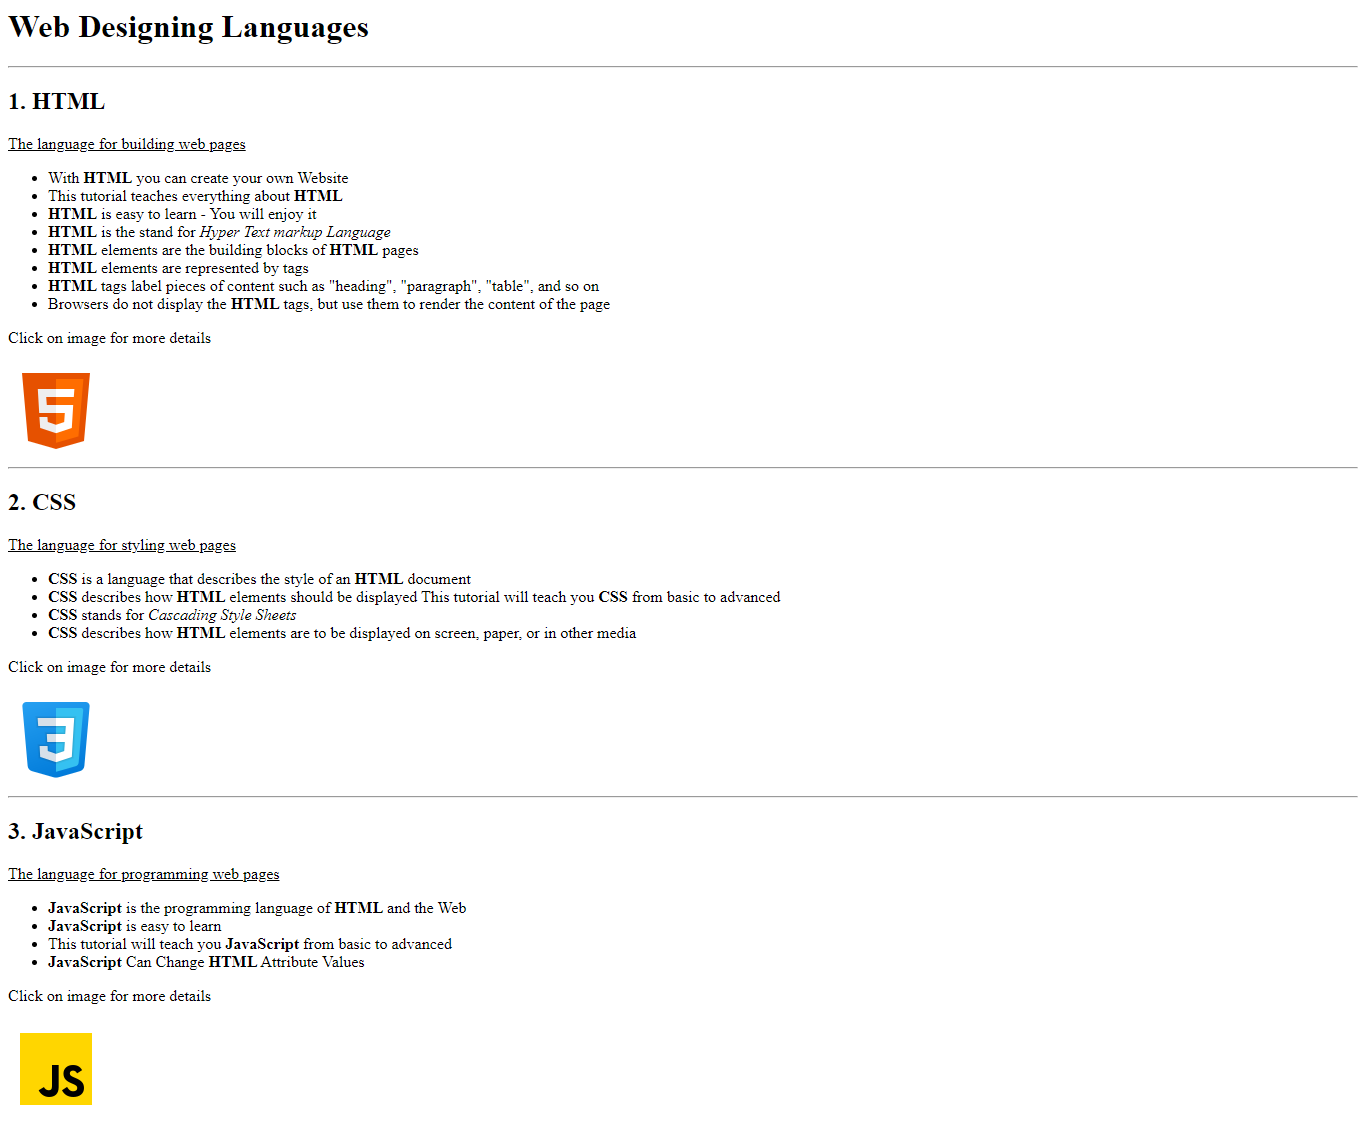 Web Designing Languages
1. HTML
The language for building web pages
With HTML you can create your own Website
This tutorial teaches everything about HTML
HTML is easy to learn - You will enjoy it
HTML is the stand for Hyper Text markup Language
HTML elements are the building blocks of HTML pages
HTML elements are represented by tags
HTML tags label pieces of content such as "heading", "paragraph", "table", and so on
Browsers do not display the HTML tags, but use them to render the content of the page
Click on image for more details
5
2. CSS
The language for styling web pages
CSS is a language that describes the style of an HTML document
CSS describes how HTML elements should be displayed This tutorial will teach you CSS from basic to advanced
CSS stands for Cascading Style Sheets
CSS describes how HTML elements are to be displayed on screen, paper, or in other media
Click on image for more details
3
3. JavaScript
The language for programming web pages
JavaScript is the programming language of HTML and the Web
JavaScript is easy to learn
This tutorial will teach you JavaScript from basic to advanced
JavaScript Can Change HTML Attribute Values
Click on image for more details
JS